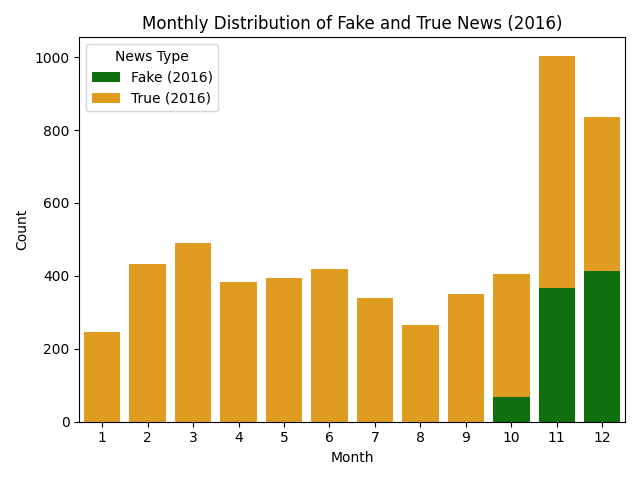 Monthly Distribution of Fake and True News (2016)
News Type
Fake (2016)
True (2016)
1000
800
600
400
200
0
Count
1 2 3 4 5 6 7 8 9 10 11 12
Month